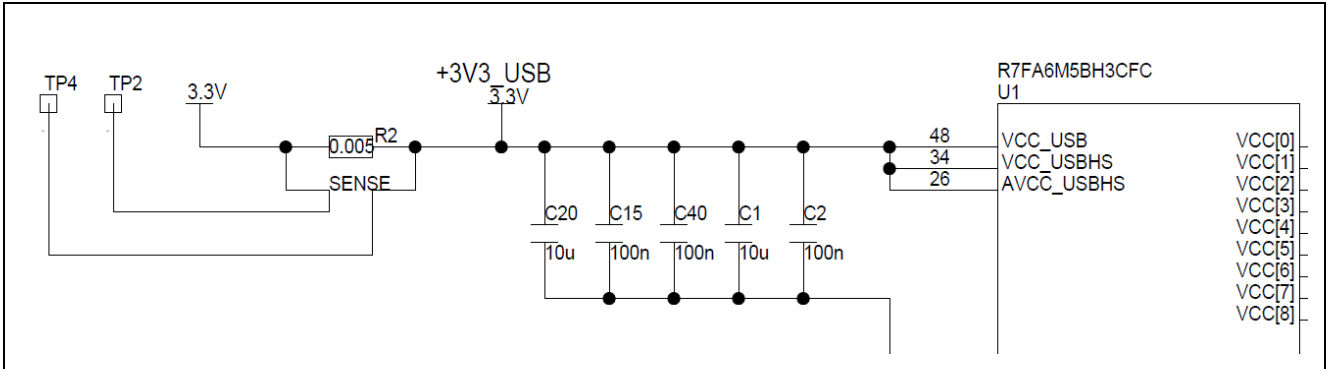 R7FA6M5BH3CFC
U1
+3V3_USB
3.3V
TP4
TP2
3.3V
R2
0.005
SENSE
48
VCC_USB
34
VCC_USBHS
26
AVCC_USBHS
VCC[0]
VCC[1]
VCC[2]
VCC[3]
VCC[4]
VCC[5]
VCC[6]
VCC[7]
VCC[8]
C20
C15
C40
C1
C2
10u
100n
100n
10u
100n